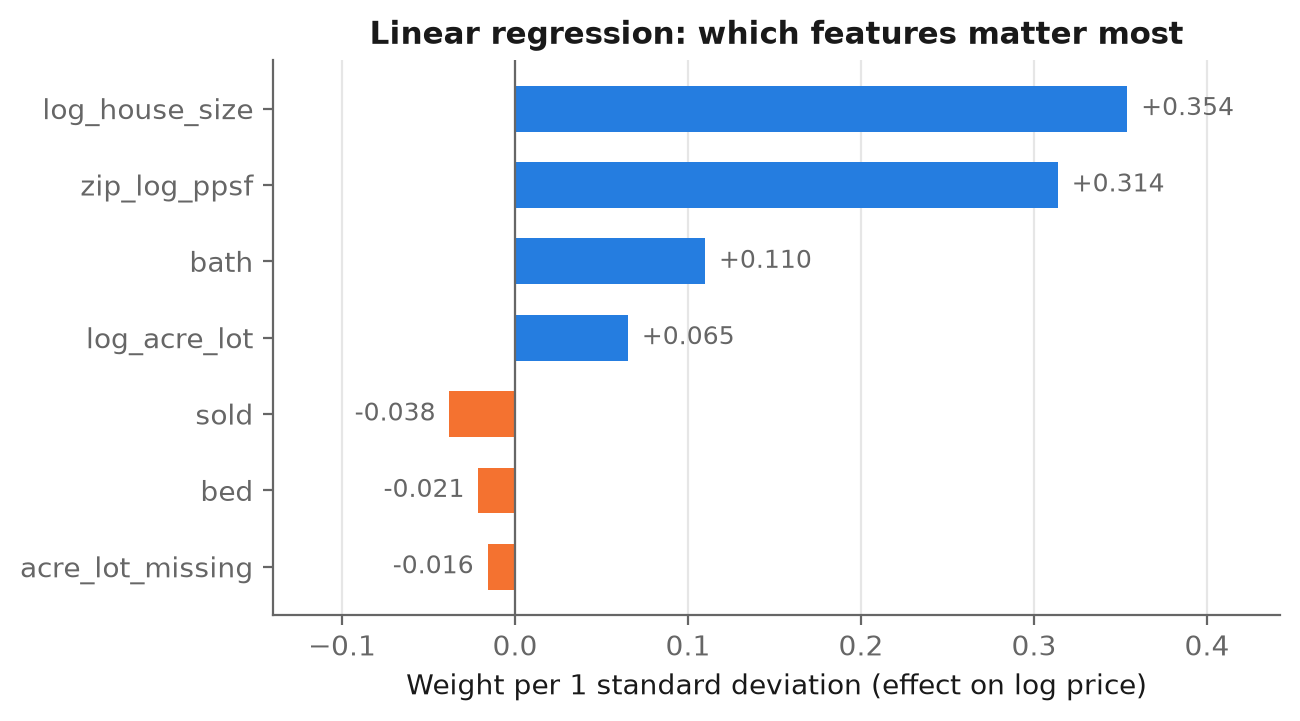 Linear regression: which features matter most
log_house_size
+0.354
zip_log_ppsf
+0.314
bath
+0.110
log_acre_lot
+0.065
sold
-0.038
bed
-0.021
acre_lot_missing
-0.016
−0.1 0.0 0.1 0.2 0.3 0.4
Weight per 1 standard deviation (effect on log price)